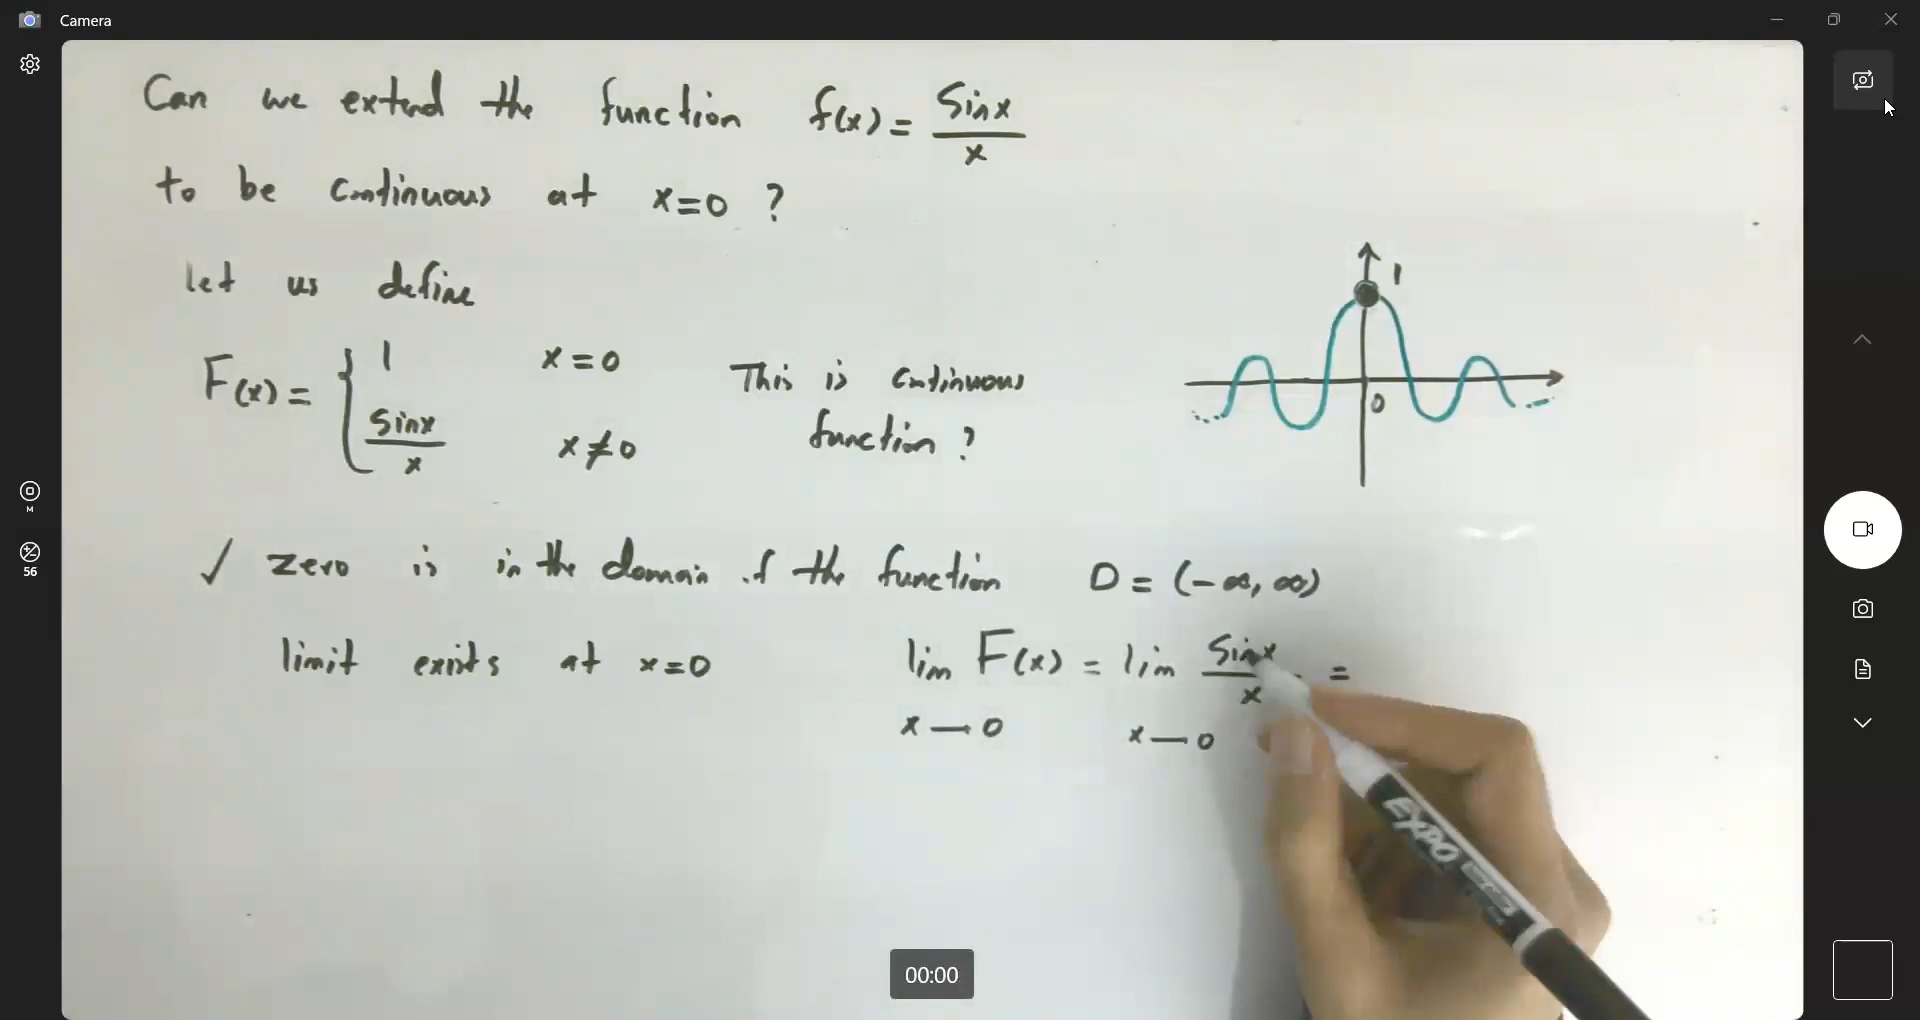 Camera
Can we extend the function f(x) = sinx/x
to be continuous at x=0 ?
let us define
F(x) = { 1 x=0
sinx/x x≠0
This is continuous
function ?
1
0
✓ zero is in the domain of the function D = (-∞, ∞)
limit exists at x=0 lim F(x) = lim sinx/x =
x — 0 x — 0
M
56
EXPO
00:00